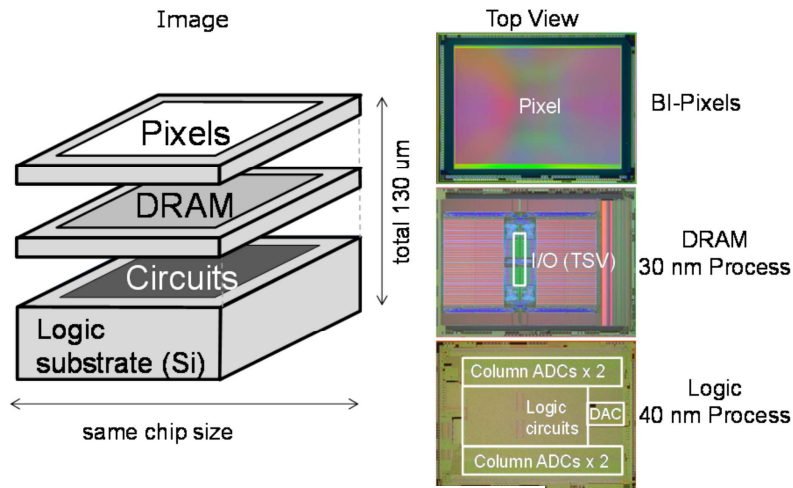 Image
Top View
Pixels
DRAM
Circuits
Logic
substrate (Si)
total 130 um
same chip size
Pixel
BI-Pixels
I/O (TSV)
DRAM
30 nm Process
Column ADCs x 2
Logic
circuits
DAC
Column ADCs x 2
Logic
40 nm Process